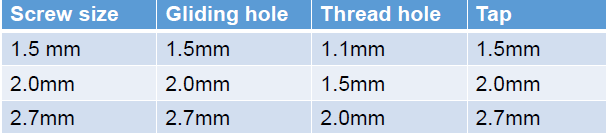 Screw size Gliding hole Thread hole Tap
1.5 mm 1.5mm 1.1mm 1.5mm
2.0mm 2.0mm 1.5mm 2.0mm
2.7mm 2.7mm 2.0mm 2.7mm